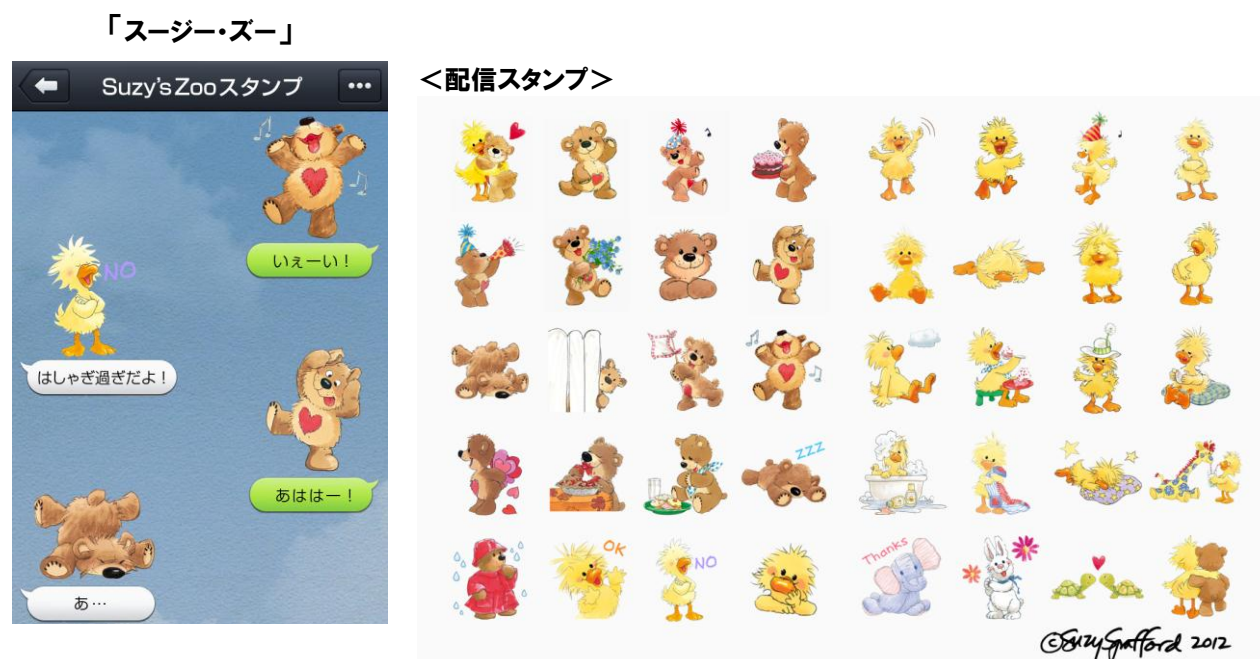 「スージー・ズー」
Suzy'sZooスタンプ
いぇーい!
NO
はしゃぎ過ぎだよ!
あははー!
あ…
<配信スタンプ>
ZZZ
OK
NO
Thanks
©Suzy Spafford 2012